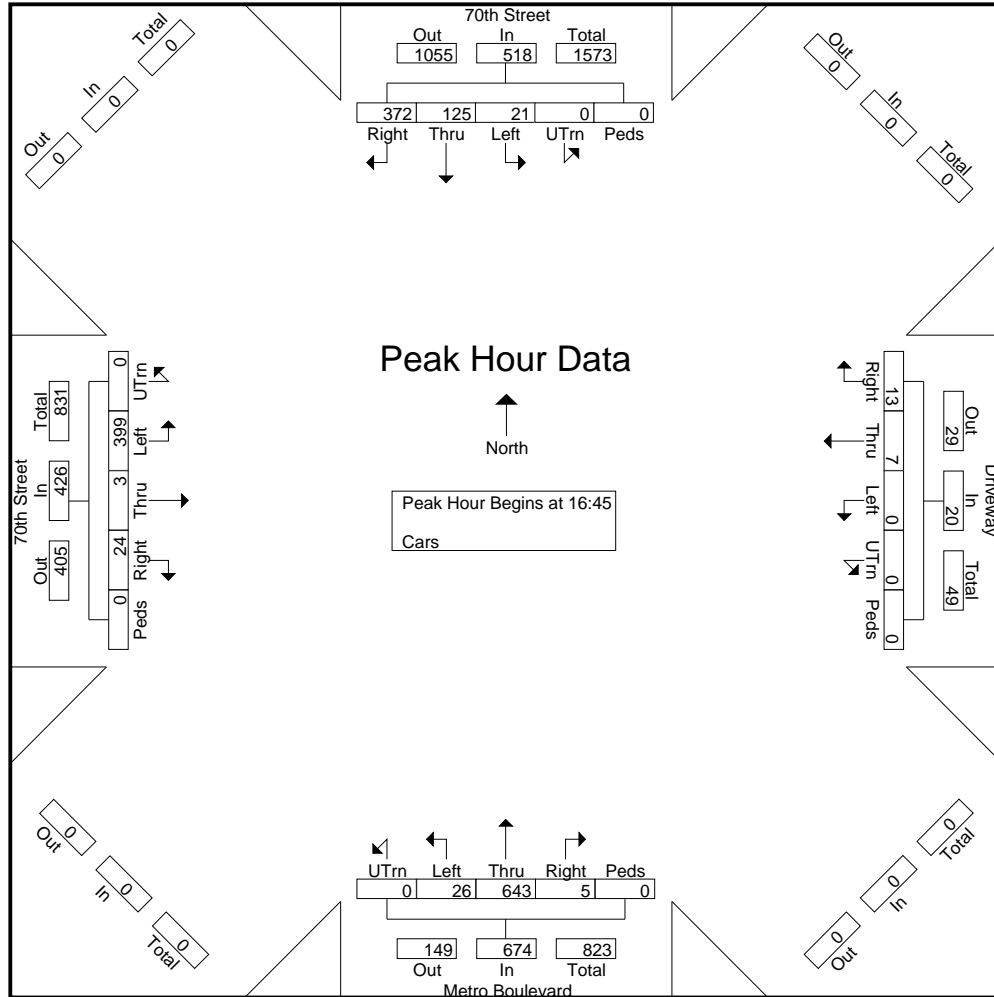 70th Street
Out In Total
1055 518 1573
372 125 21 0 0
Right Thru Left UTrn Peds
Total
0
In
0
Out
0
Out
0
In
0
Total
0
Peak Hour Data
North
Peak Hour Begins at 16:45
Cars
70th Street
Out In Total
405 426 831
0 399 3 24 0
UTrn Left Thru Right Peds
Driveway
Out In Total
29 20 49
13 7 0 0 0
Right Thru Left UTrn Peds
Out
0
In
0
Total
0
Total
0
In
0
Out
0
UTrn Left Thru Right Peds
0 26 643 5 0
149 674 823
Out In Total
Metro Boulevard